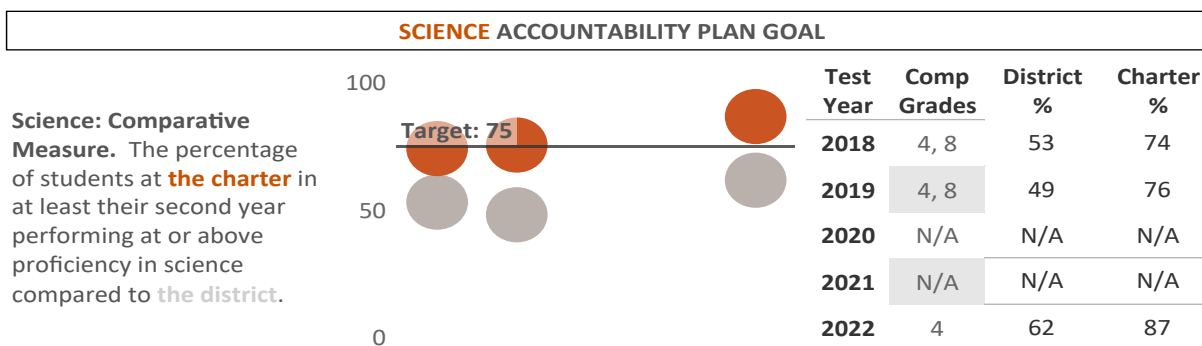 SCIENCE ACCOUNTABILITY PLAN GOAL
Science: Comparative
Measure. The percentage
of students at the charter in
at least their second year
performing at or above
proficiency in science
compared to the district.
100
Target: 75
50
0
Test Comp District Charter
Year Grades % %
2018 4, 8 53 74
2019 4, 8 49 76
2020 N/A N/A N/A
2021 N/A N/A N/A
2022 4 62 87